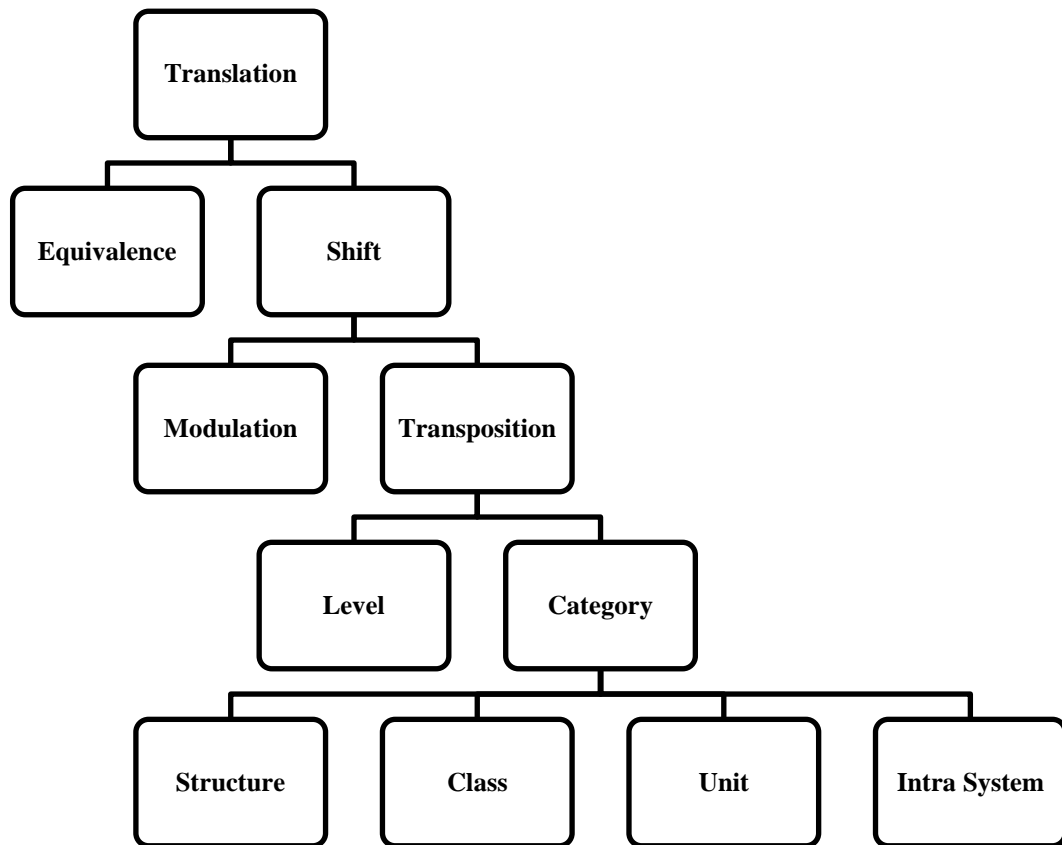 Translation
Equivalence
Shift
Modulation
Transposition
Level
Category
Structure
Class
Unit
Intra System